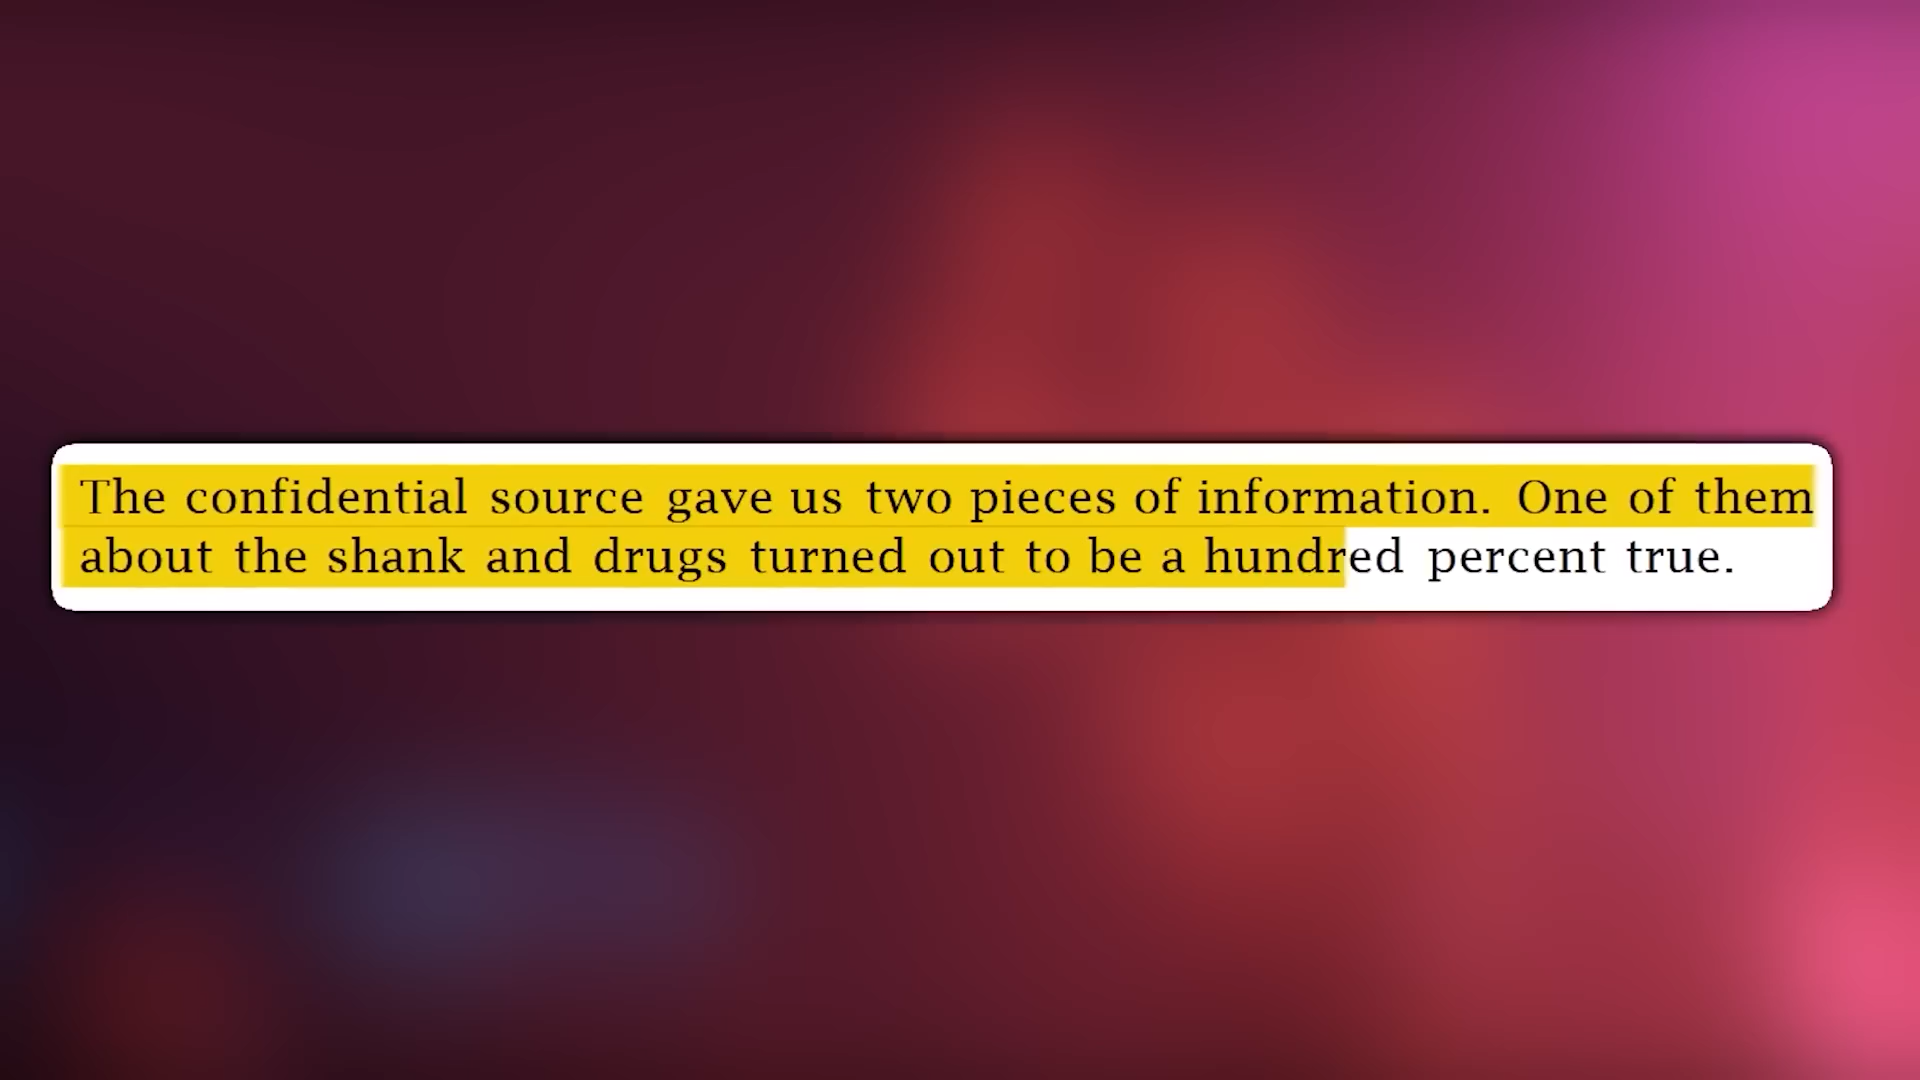 The confidential source gave us two pieces of information. One of them
about the shank and drugs turned out to be a hundred percent true.